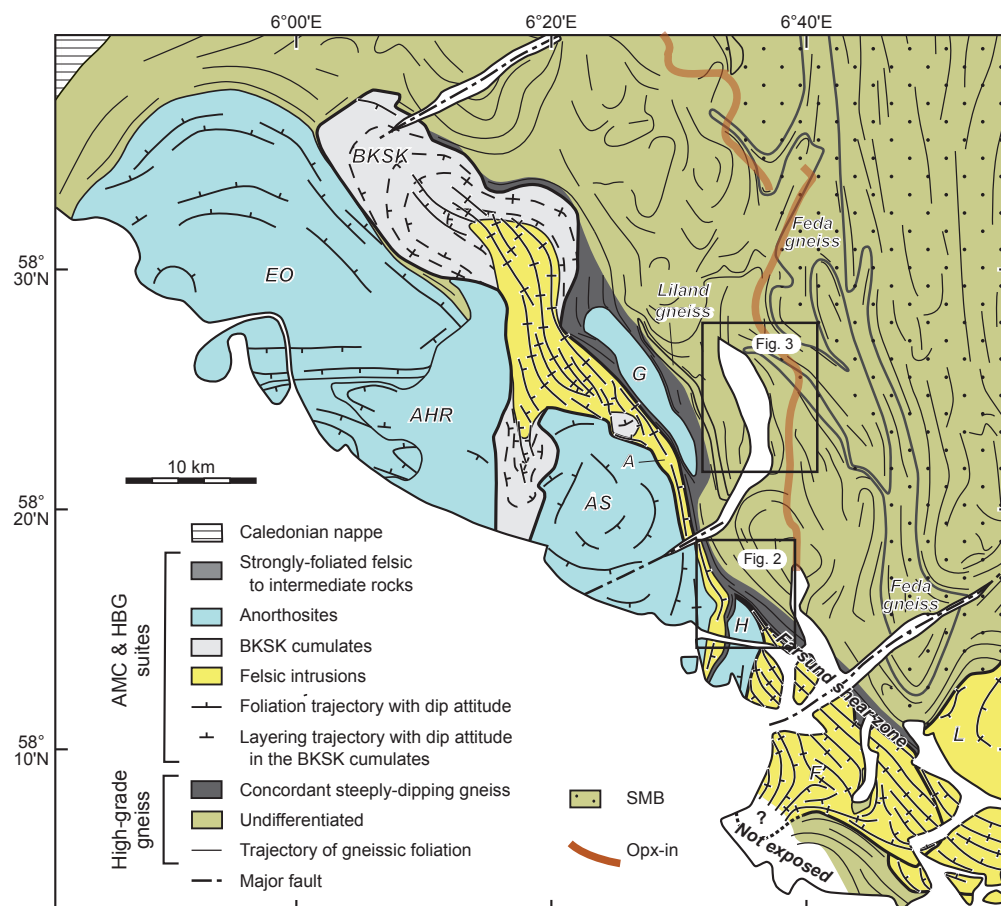 6°00'E
6°20'E
6°40'E
BKSK
Feda
gneiss
58°
30'N
EO
Liland
gneiss
Fig. 3
G
AHR
A
10 km
AS
58°
20'N
Caledonian nappe
Strongly-foliated felsic
to intermediate rocks
Fig. 2
Feda
gneiss
Anorthosites
H
BKSK cumulates
AMC & HBG
suites
Felsic intrusions
Farsund shear zone
Foliation trajectory with dip attitude
L
Layering trajectory with dip attitude
in the BKSK cumulates
58°
10'N
F
High-grade
gneiss
Concordant steeply-dipping gneiss
SMB
Undifferentiated
?
Not exposed
Trajectory of gneissic foliation
Opx-in
Major fault